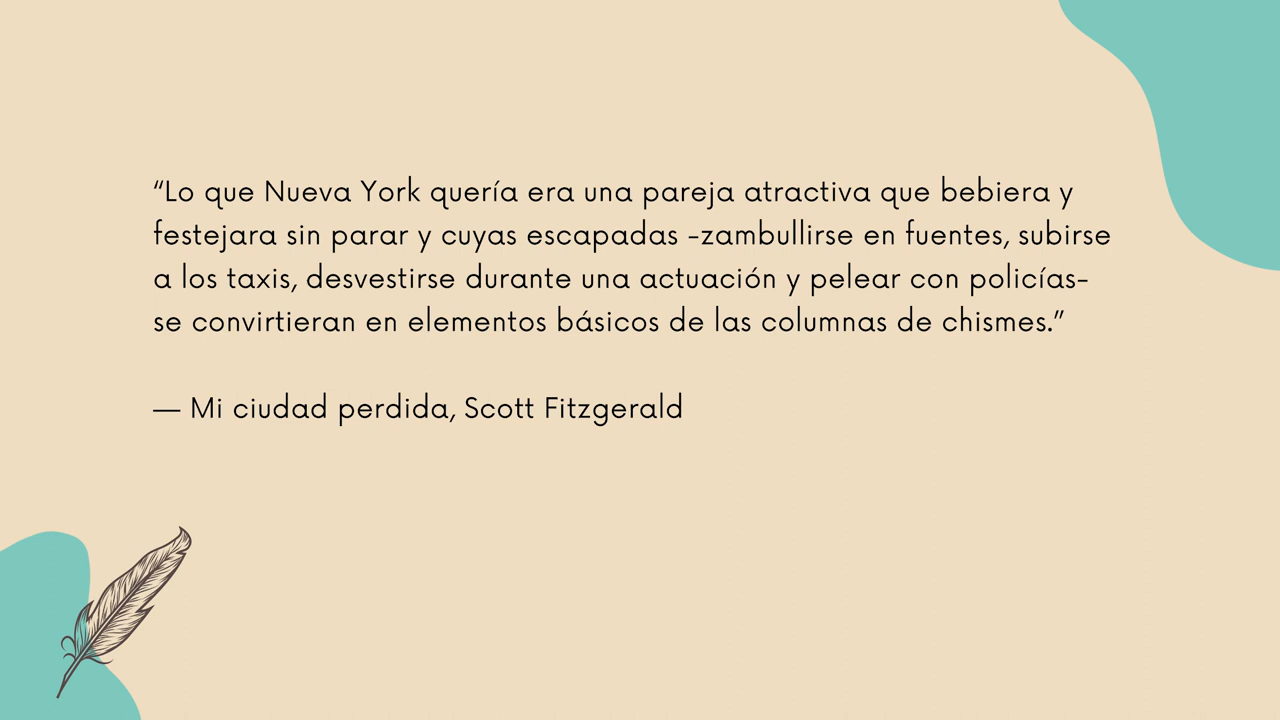 “Lo que Nueva York quería era una pareja atractiva que bebiera y
festejara sin parar y cuyas escapadas -zambullirse en fuentes, subirse
a los taxis, desvestirse durante una actuación y pelear con policías-
se convirtieran en elementos básicos de las columnas de chismes.”
— Mi ciudad perdida, Scott Fitzgerald